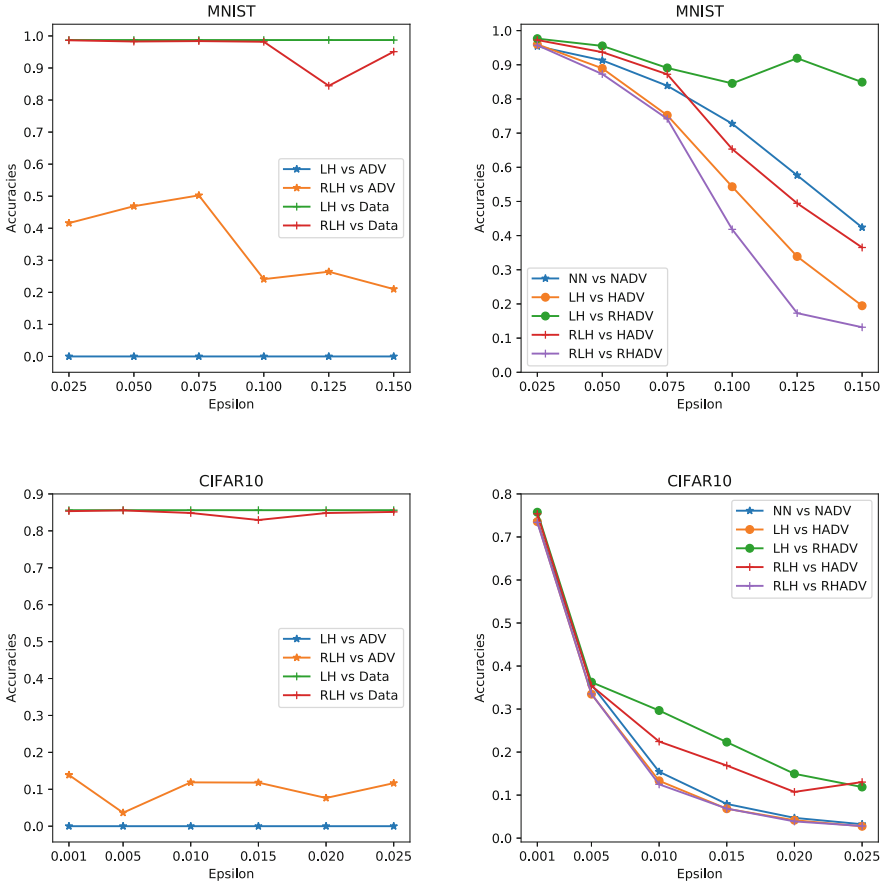 MNIST
1.0
0.9
0.8
0.7
0.6
0.5
0.4
0.3
0.2
0.1
0.0
Accuracies
LH vs ADV
RLH vs ADV
LH vs Data
RLH vs Data
0.025 0.050 0.075 0.100 0.125 0.150
Epsilon
MNIST
1.0
0.9
0.8
0.7
0.6
0.5
0.4
0.3
0.2
0.1
0.0
Accuracies
NN vs NADV
LH vs HADV
LH vs RHADV
RLH vs HADV
RLH vs RHADV
0.025 0.050 0.075 0.100 0.125 0.150
Epsilon
CIFAR10
0.9
0.8
0.7
0.6
0.5
0.4
0.3
0.2
0.1
0.0
Accuracies
LH vs ADV
RLH vs ADV
LH vs Data
RLH vs Data
0.001 0.005 0.010 0.015 0.020 0.025
Epsilon
CIFAR10
0.8
0.7
0.6
0.5
0.4
0.3
0.2
0.1
0.0
Accuracies
NN vs NADV
LH vs HADV
LH vs RHADV
RLH vs HADV
RLH vs RHADV
0.001 0.005 0.010 0.015 0.020 0.025
Epsilon